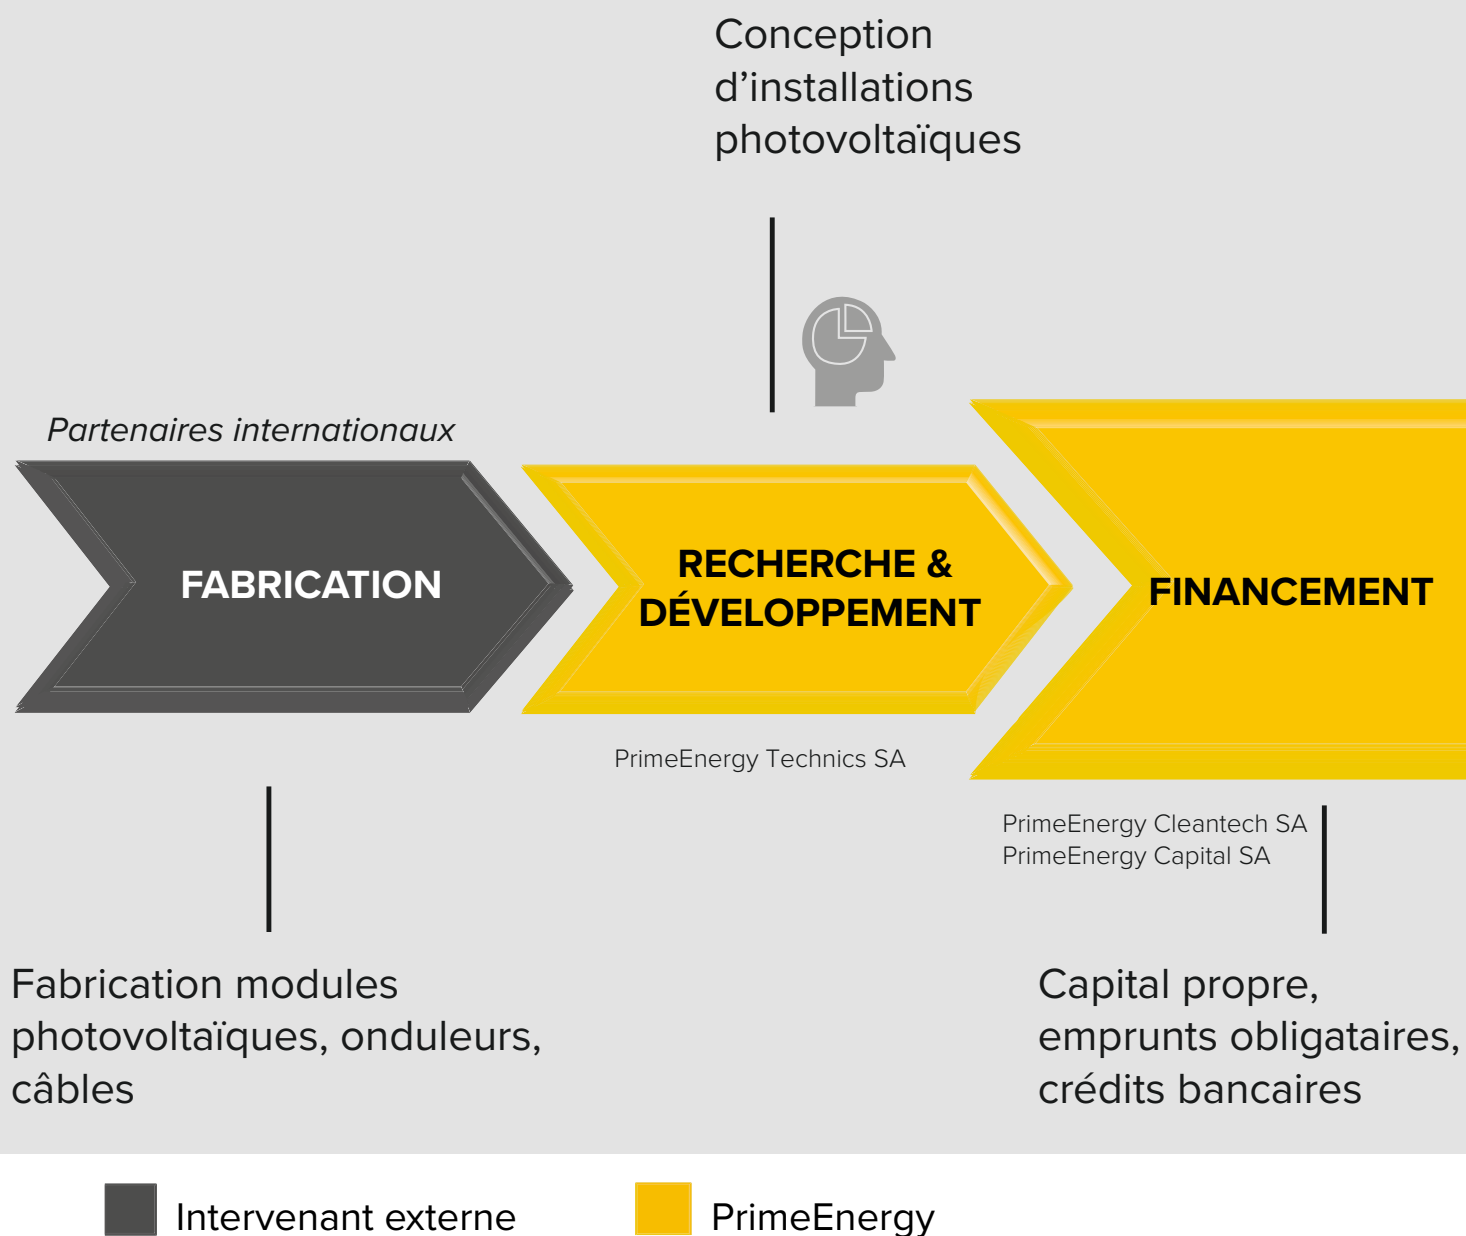 Conception
d’installations
photovoltaïques
Partenaires internationaux
FABRICATION
RECHERCHE &
DÉVELOPPEMENT
FINANCEMENT
PrimeEnergy Technics SA
PrimeEnergy Cleantech SA
PrimeEnergy Capital SA
Fabrication modules
photovoltaïques, onduleurs,
câbles
Capital propre,
emprunts obligataires,
crédits bancaires
Intervenant externe
PrimeEnergy